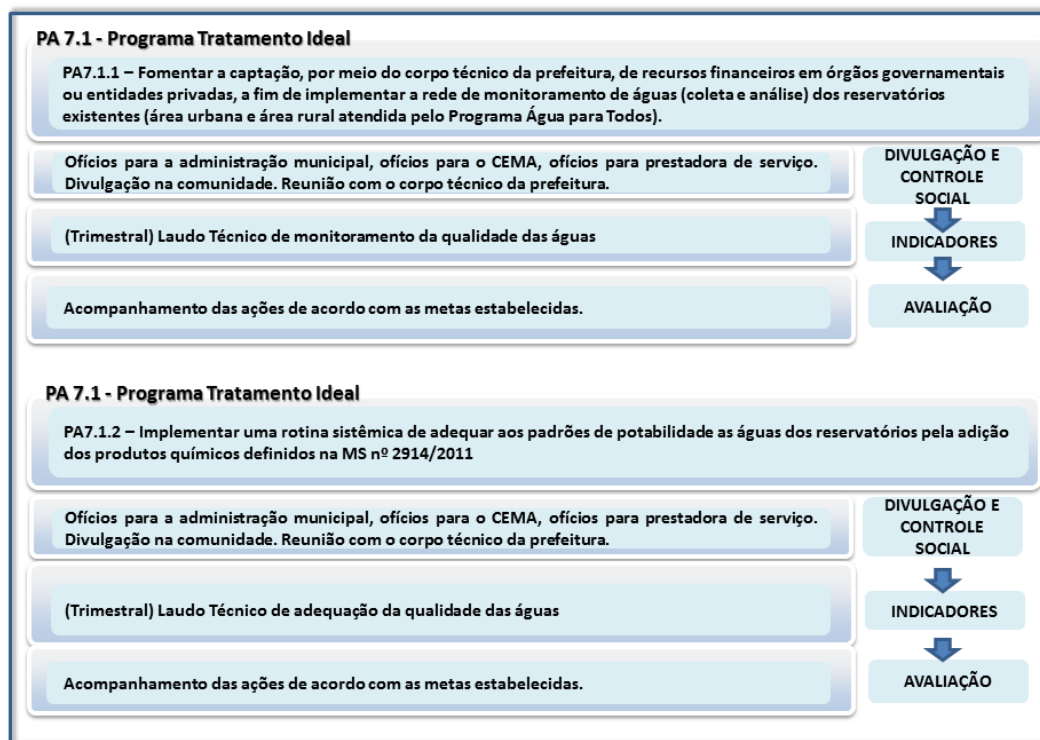 PA 7.1 - Programa Tratamento Ideal
PA7.1.1 – Fomentar a captação, por meio do corpo técnico da prefeitura, de recursos financeiros em órgãos governamentais
ou entidades privadas, a fim de implementar a rede de monitoramento de águas (coleta e análise) dos reservatórios
existentes (área urbana e área rural atendida pelo Programa Água para Todos).
Ofícios para a administração municipal, ofícios para o CEMA, ofícios para prestadora de serviço.
Divulgação na comunidade. Reunião com o corpo técnico da prefeitura.
DIVULGAÇÃO E
CONTROLE
SOCIAL
(Trimestral) Laudo Técnico de monitoramento da qualidade das águas
INDICADORES
Acompanhamento das ações de acordo com as metas estabelecidas.
AVALIAÇÃO
PA 7.1 - Programa Tratamento Ideal
PA7.1.2 – Implementar uma rotina sistêmica de adequar aos padrões de potabilidade as águas dos reservatórios pela adição
dos produtos químicos definidos na MS nº 2914/2011
Ofícios para a administração municipal, ofícios para o CEMA, ofícios para prestadora de serviço.
Divulgação na comunidade. Reunião com o corpo técnico da prefeitura.
DIVULGAÇÃO E
CONTROLE
SOCIAL
(Trimestral) Laudo Técnico de adequação da qualidade das águas
INDICADORES
Acompanhamento das ações de acordo com as metas estabelecidas.
AVALIAÇÃO